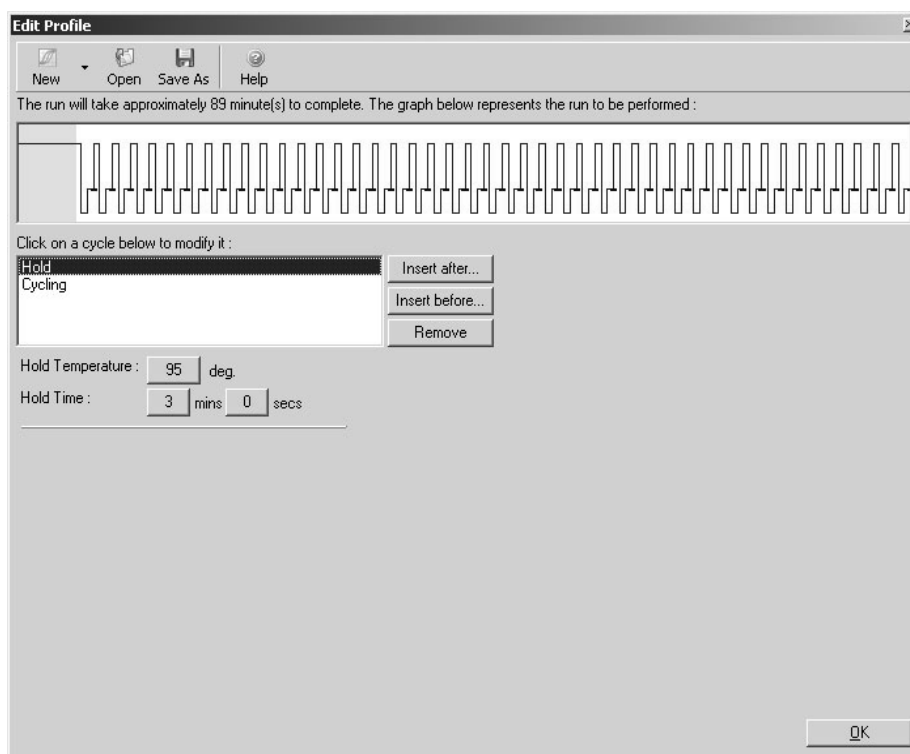 Edit Profile
New Open Save As Help
The run will take approximately 89 minute(s) to complete. The graph below represents the run to be performed :
Click on a cycle below to modify it :
Hold
Cycling
Insert after...
Insert before...
Remove
Hold Temperature : 95 deg.
Hold Time : 3 mins 0 secs
OK